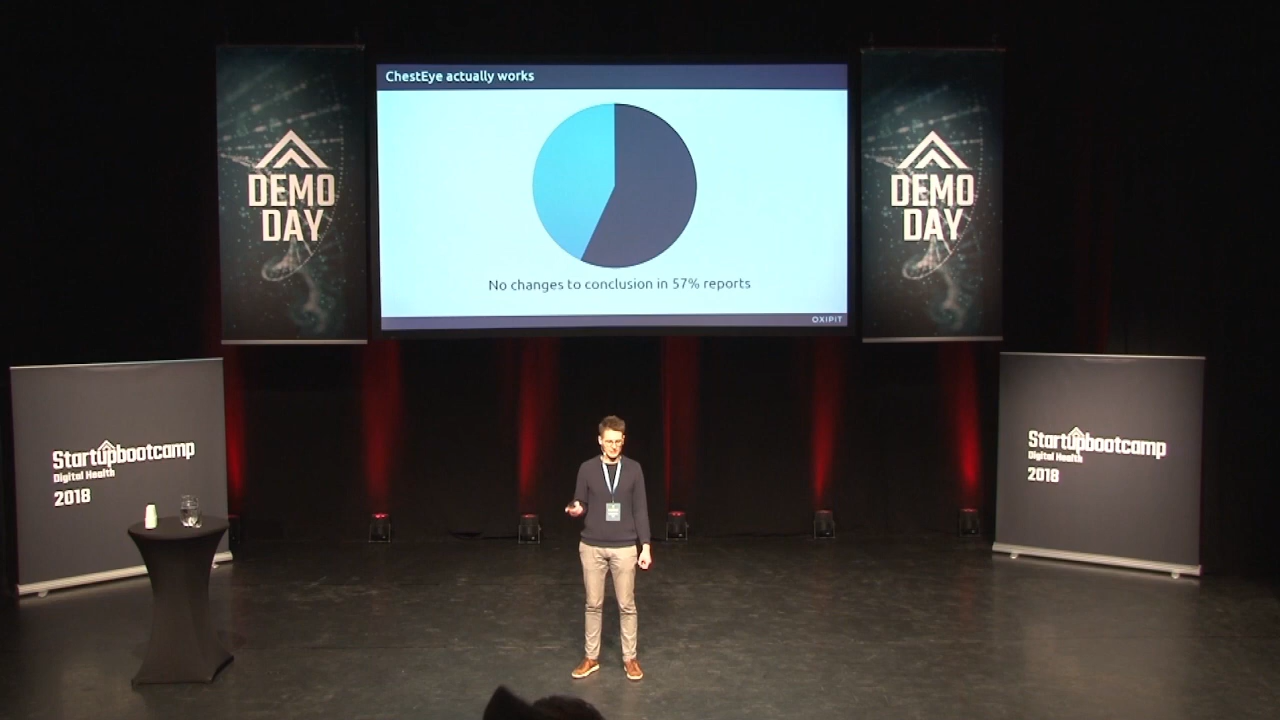 ChestEye actually works
No changes to conclusion in 57% reports
OXIPIT
DEMO
DAY
DEMO
DAY
Startupbootcamp
Digital Health
2018
Startupbootcamp
Digital Health
2018